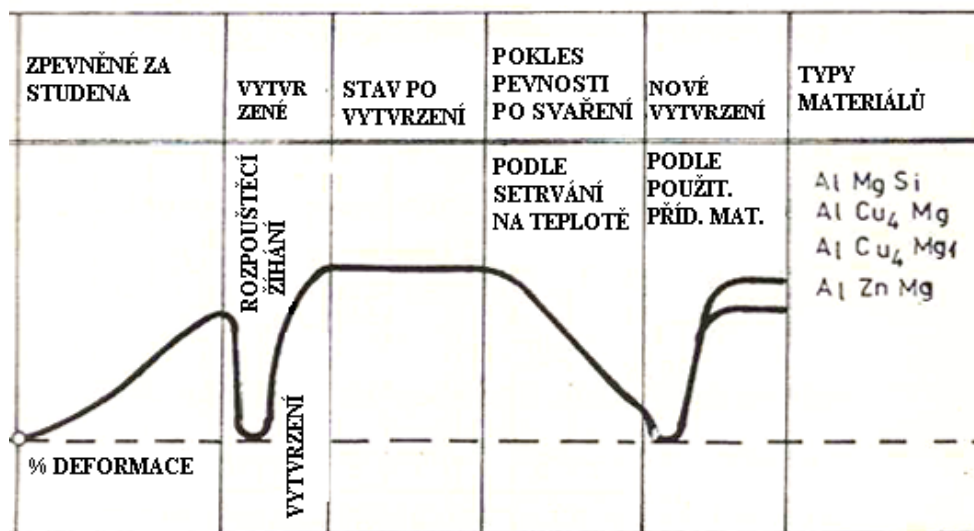 ZPEVNĚNÉ ZA
STUDENA
VYTVR
ZENÉ
STAV PO
VYTVRZENÍ
POKLES
PEVNOSTI
PO SVAŘENÍ
NOVÉ
VYTVRZENÍ
TYPY
MATERIÁLŮ
ROZPOUŠTĚCÍ
ŽÍHÁNÍ
VYTVRZENÍ
PODLE
SETRVÁNÍ
NA TEPLOTĚ
PODLE
POUŽIT.
PŘÍD. MAT.
Al Mg Si
Al Cu₄ Mg
Al Cu₄ Mg1
Al Zn Mg
% DEFORMACE